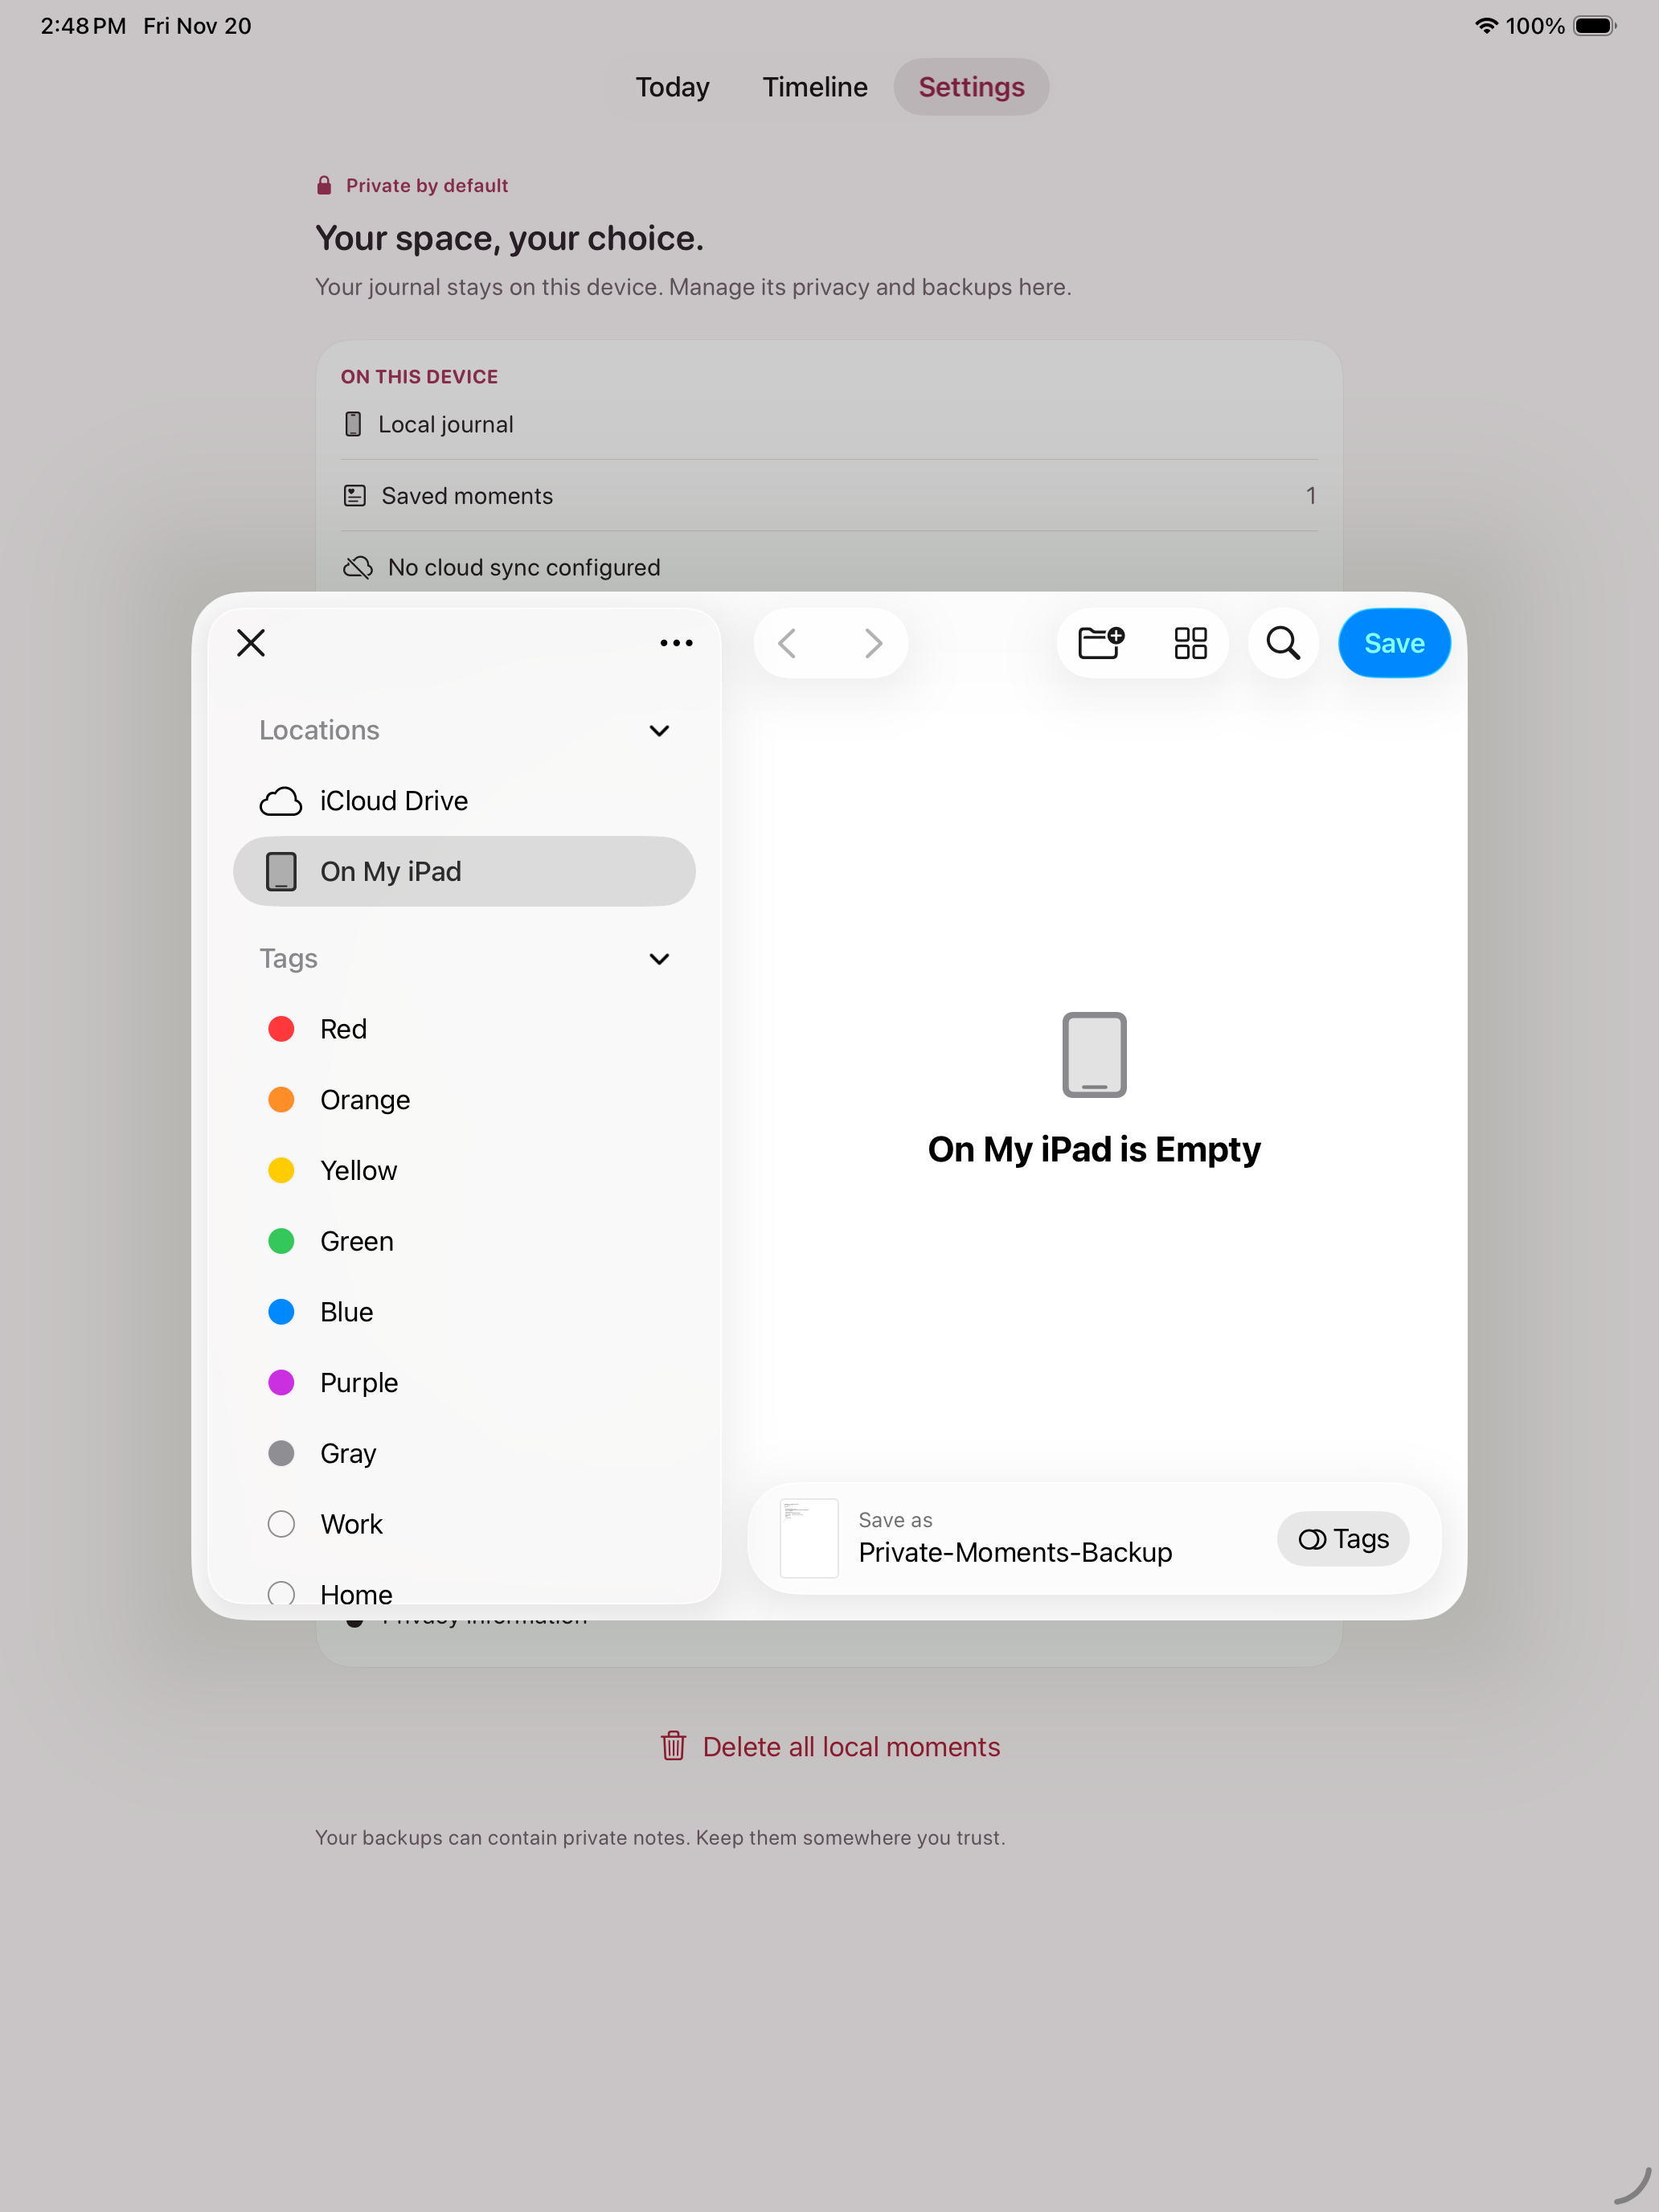 2:48 PM Fri Nov 20
100%
Today
Timeline
Settings
Private by default
Your space, your choice.
Your journal stays on this device. Manage its privacy and backups here.
ON THIS DEVICE
Local journal
Saved moments
1
No cloud sync configured
Save
Locations
iCloud Drive
On My iPad
Tags
Red
Orange
Yellow
Green
Blue
Purple
Gray
Work
Home
On My iPad is Empty
Save as
Private-Moments-Backup
Tags
Privacy information
Delete all local moments
Your backups can contain private notes. Keep them somewhere you trust.